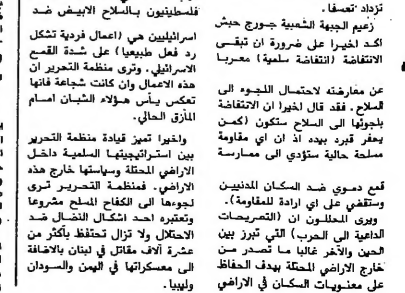 تزداد تعسفا.
زعيم الجبهة الشعبية جورج حبش
اكد اخيرا على ضرورة ان تبقى
الانتفاضة (انتفاضة سلمية) معربا
عن معارضته لاحتمال اللجوء الى
السلاح. فقد قال اخيرا ان الانتفاضة
بلجوئها الى السلاح ستكون (كمن
يحفر قبره بيده اذ ان اي مقاومة
مسلحة حالية ستؤدي الى ممارسة
قمع دموي ضد السكان المدنيين
وستقضي على اي ارادة للمقاومة).
ويرى المحللون ان (التصريحات
الداعية الى الحرب) التي تبرز بين
الحين والآخر غالبا ما تصدر من
خارج الاراضي المحتلة بهدف الحفاظ
على معنويات السكان في الاراضي
فلسطينيون بالسلاح الابيض ضد
اسرائيليين هي (اعمال فردية تشكل
رد فعل طبيعيا) على شدة القمع
الاسرائيلي. وترى منظمة التحرير ان
هذه الاعمال وان كانت شجاعة فانها
تعكس يأس هؤلاء الشبان امام
المأزق الحالي.
واخيرا تميز قيادة منظمة التحرير
بين استراتيجيتها السلمية داخل
الاراضي المحتلة وسياستها خارج هذه
الاراضي. فمنظمة التحرير ترى
لجوءها الى الكفاح المسلح مشروعا
وتعتبره احد اشكال النضال ضد
الاحتلال ولا تزال تحتفظ بأكثر من
عشرة آلاف مقاتل في لبنان بالاضافة
الى معسكراتها في اليمن والسودان
وليبيا.